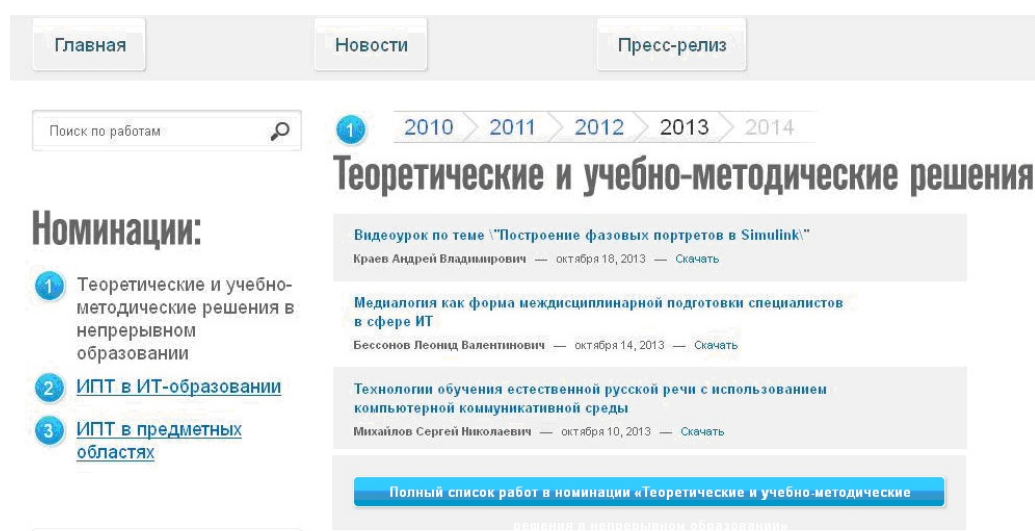 Главная
Новости
Пресс-релиз
Поиск по работам
Номинации:
1 Теоретические и учебно-
методические решения в
непрерывном
образовании
2 ИПТ в ИТ-образовании
3 ИПТ в предметных
областях
1 2010 2011 2012 2013 2014
Теоретические и учебно-методические решения
Видеоурок по теме \"Построение фазовых портретов в Simulink\"
Краев Андрей Владимирович — октября 18, 2013 — Скачать
Медиалогия как форма междисциплинарной подготовки специалистов
в сфере ИТ
Бессонов Леонид Валентинович — октября 14, 2013 — Скачать
Технологии обучения естественной русской речи с использованием
компьютерной коммуникативной среды
Михайлов Сергей Николаевич — октября 10, 2013 — Скачать
Полный список работ в номинации «Теоретические и учебно-методические
решения в непрерывном образовании»